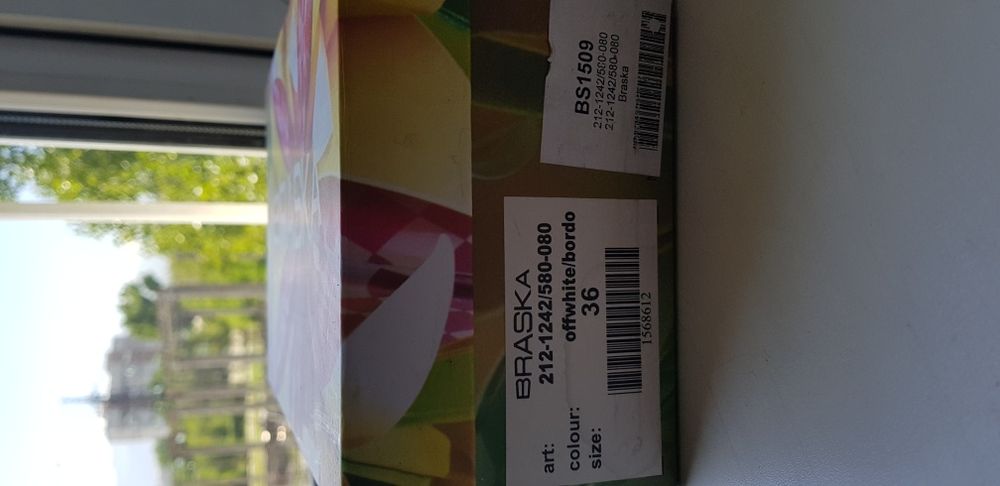 BRASKA
art: 212-1242/580-080
colour: offwhite/bordo
size: 36
1568612
BS1509
212-1242/580-080
212-1242/580-080
Braska